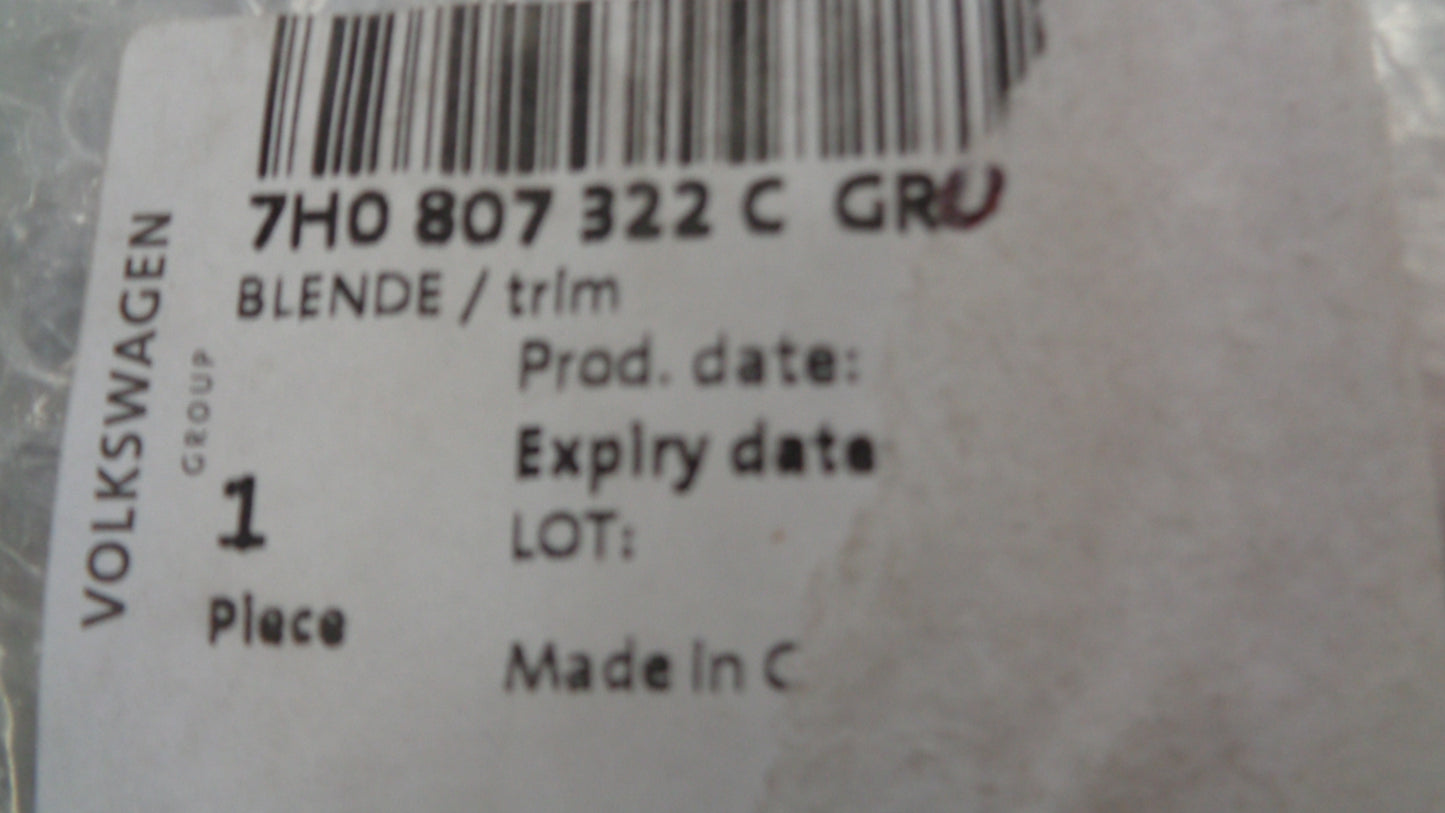 7H0 807 322 C GRU
BLENDE / trim
Prod. date:
Expiry date
LOT:
1
Piece
Made in C
VOLKSWAGEN
GROUP